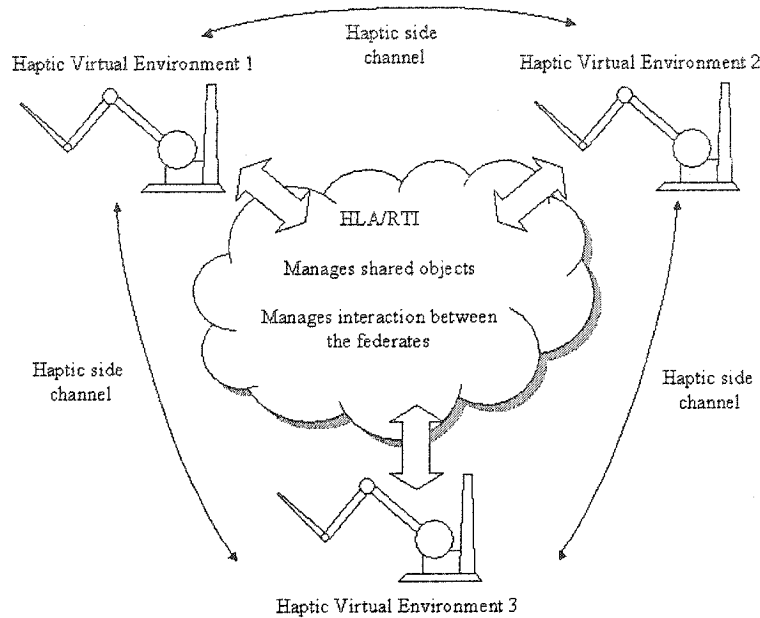 Haptic side
channel
Haptic Virtual Environment 1
Haptic Virtual Environment 2
HLA/RTI
Manages shared objects
Manages interaction between
the federates
Haptic side
channel
Haptic side
channel
Haptic Virtual Environment 3